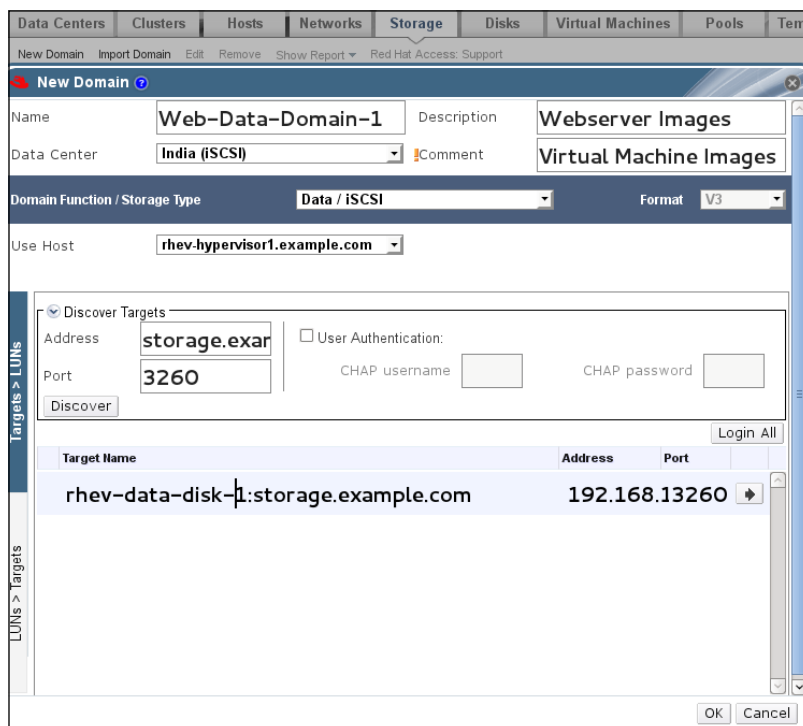 Data Centers Clusters Hosts Networks Storage Disks Virtual Machines Pools Tem
New Domain Import Domain Edit Remove Show Report Red Hat Access: Support
New Domain ?
Name Web-Data-Domain-1 Description Webserver Images
Data Center India (iSCSI) !Comment Virtual Machine Images
Domain Function / Storage Type Data / iSCSI Format V3
Use Host rhev-hypervisor1.example.com
Targets > LUNs
Discover Targets
Address storage.exar User Authentication:
Port 3260 CHAP username CHAP password
Discover
Login All
Target Name Address Port
rhev-data-disk-1:storage.example.com 192.168.13260
LUNs > Targets
OK Cancel